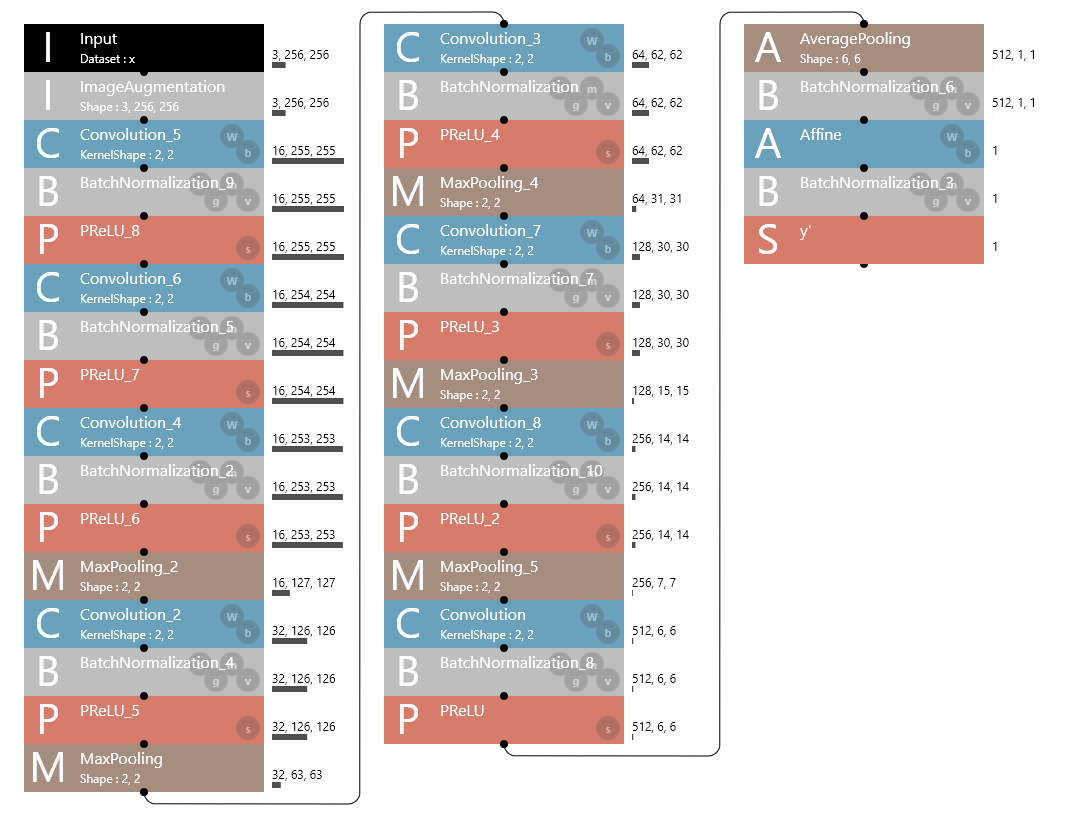 I
Input
Dataset : x
3, 256, 256
I
ImageAugmentation
Shape : 3, 256, 256
3, 256, 256
C
Convolution_5
KernelShape : 2, 2
W
b
16, 255, 255
B
BatchNormalization_9
m
g
v
16, 255, 255
P
PReLU_8
s
16, 255, 255
C
Convolution_6
KernelShape : 2, 2
W
b
16, 254, 254
B
BatchNormalization_5
m
g
v
16, 254, 254
P
PReLU_7
s
16, 254, 254
C
Convolution_4
KernelShape : 2, 2
W
b
16, 253, 253
B
BatchNormalization_2
m
g
v
16, 253, 253
P
PReLU_6
s
16, 253, 253
M
MaxPooling_2
Shape : 2, 2
16, 127, 127
C
Convolution_2
KernelShape : 2, 2
W
b
32, 126, 126
B
BatchNormalization_4
m
g
v
32, 126, 126
P
PReLU_5
s
32, 126, 126
M
MaxPooling
Shape : 2, 2
32, 63, 63
C
Convolution_3
KernelShape : 2, 2
W
b
64, 62, 62
B
BatchNormalization
m
g
v
64, 62, 62
P
PReLU_4
s
64, 62, 62
M
MaxPooling_4
Shape : 2, 2
64, 31, 31
C
Convolution_7
KernelShape : 2, 2
W
b
128, 30, 30
B
BatchNormalization_7
m
g
v
128, 30, 30
P
PReLU_3
s
128, 30, 30
M
MaxPooling_3
Shape : 2, 2
128, 15, 15
C
Convolution_8
KernelShape : 2, 2
W
b
256, 14, 14
B
BatchNormalization_10
m
g
v
256, 14, 14
P
PReLU_2
s
256, 14, 14
M
MaxPooling_5
Shape : 2, 2
256, 7, 7
C
Convolution
KernelShape : 2, 2
W
b
512, 6, 6
B
BatchNormalization_8
m
g
v
512, 6, 6
P
PReLU
s
512, 6, 6
A
AveragePooling
Shape : 6, 6
512, 1, 1
B
BatchNormalization_6
m
g
v
512, 1, 1
A
Affine
W
b
1
B
BatchNormalization_3
m
g
v
1
S
y'
1